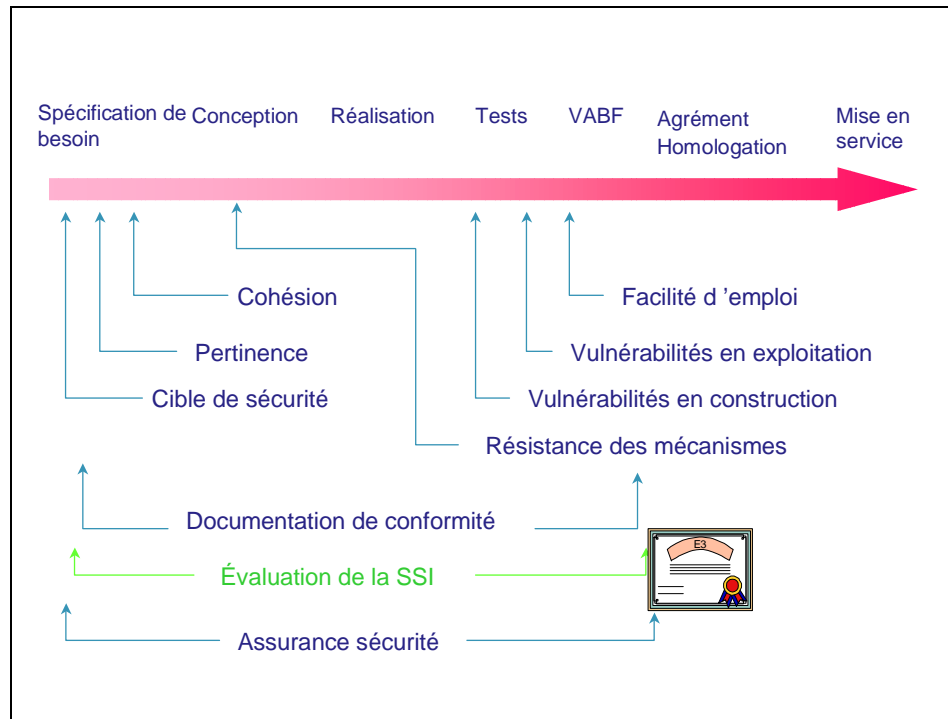 Spécification de
besoin
Conception
Réalisation
Tests
VABF
Agrément
Homologation
Mise en
service
Cohésion
Facilité d ’emploi
Pertinence
Vulnérabilités en exploitation
Cible de sécurité
Vulnérabilités en construction
Résistance des mécanismes
Documentation de conformité
E3
Évaluation de la SSI
Assurance sécurité